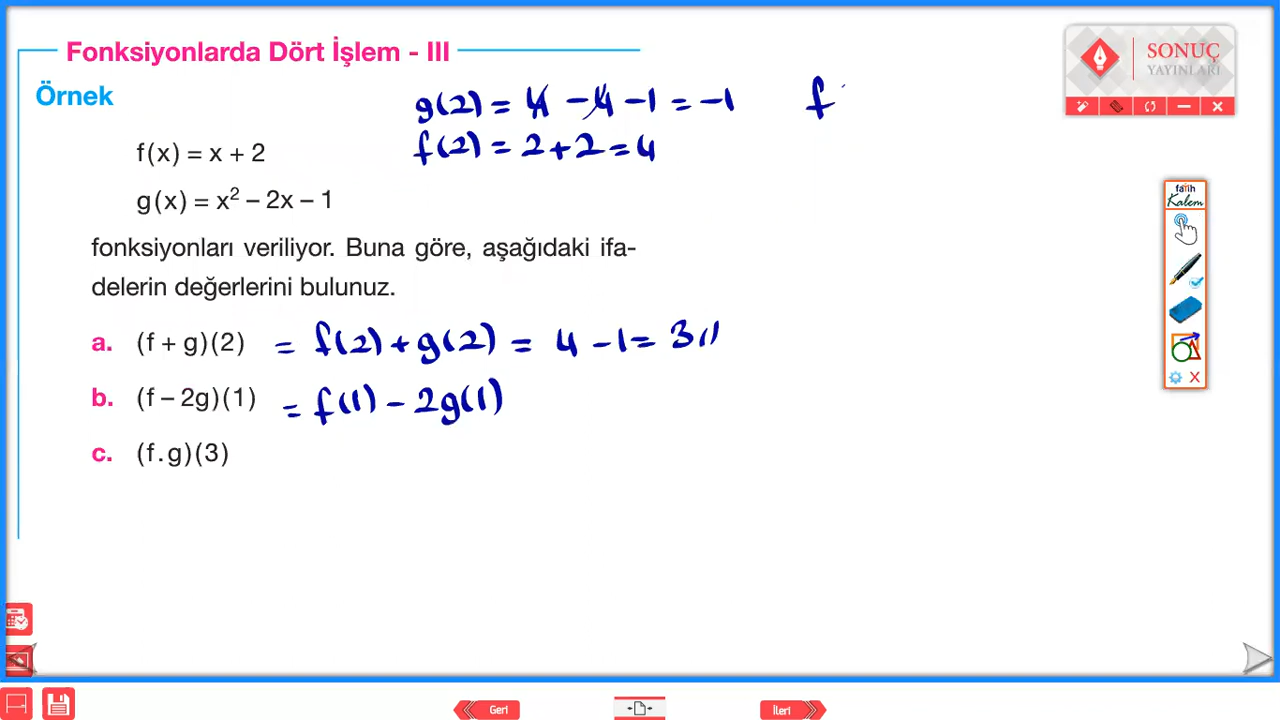 Fonksiyonlarda Dört İşlem - III
SONUÇ
YAYINLARI
Örnek
g(2) = 4 - 4 - 1 = -1
f
f(x) = x + 2
f(2) = 2 + 2 = 4
g(x) = x² – 2x – 1
fatih
Kalem
fonksiyonları veriliyor. Buna göre, aşağıdaki ifa-
delerin değerlerini bulunuz.
a. (f + g)(2) = f(2) + g(2) = 4 - 1 = 3 //
b. (f – 2g)(1) = f(1) - 2g(1)
c. (f . g)(3)
Geri
İleri